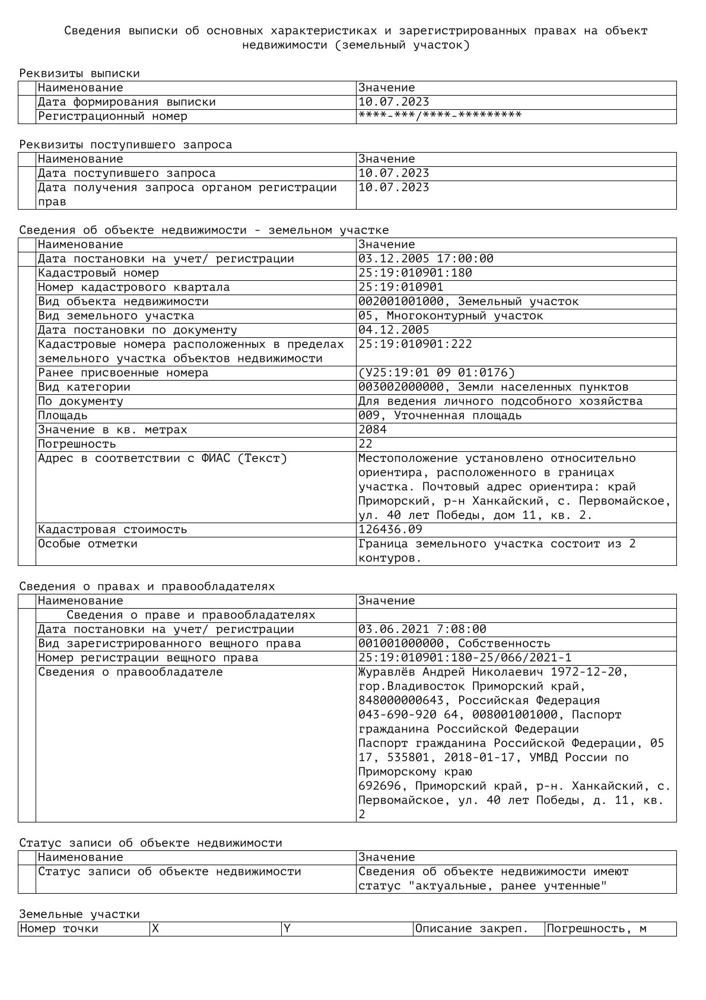 Сведения выписки об основных характеристиках и зарегистрированных правах на объект
недвижимости (земельный участок)
Реквизиты выписки
Наименование Значение
Дата формирования выписки 10.07.2023
Регистрационный номер ****-***/****-*********
Реквизиты поступившего запроса
Наименование Значение
Дата поступившего запроса 10.07.2023
Дата получения запроса органом регистрации 10.07.2023
прав
Сведения об объекте недвижимости - земельном участке
Наименование Значение
Дата постановки на учет/ регистрации 03.12.2005 17:00:00
Кадастровый номер 25:19:010901:180
Номер кадастрового квартала 25:19:010901
Вид объекта недвижимости 002001001000, Земельный участок
Вид земельного участка 05, Многоконтурный участок
Дата постановки по документу 04.12.2005
Кадастровые номера расположенных в пределах 25:19:010901:222
земельного участка объектов недвижимости
Ранее присвоенные номера (У25:19:01 09 01:0176)
Вид категории 003002000000, Земли населенных пунктов
По документу Для ведения личного подсобного хозяйства
Площадь 009, Уточненная площадь
Значение в кв. метрах 2084
Погрешность 22
Адрес в соответствии с ФИАС (Текст) Местоположение установлено относительно
ориентира, расположенного в границах
участка. Почтовый адрес ориентира: край
Приморский, р-н Ханкайский, с. Первомайское,
ул. 40 лет Победы, дом 11, кв. 2.
Кадастровая стоимость 126436.09
Особые отметки Граница земельного участка состоит из 2
контуров.
Сведения о правах и правообладателях
Наименование Значение
Сведения о праве и правообладателях
Дата постановки на учет/ регистрации 03.06.2021 7:08:00
Вид зарегистрированного вещного права 001001000000, Собственность
Номер регистрации вещного права 25:19:010901:180-25/066/2021-1
Сведения о правообладателе Журавлёв Андрей Николаевич 1972-12-20,
гор.Владивосток Приморский край,
848000000643, Российская Федерация
043-690-920 64, 008001001000, Паспорт
гражданина Российской Федерации
Паспорт гражданина Российской Федерации, 05
17, 535801, 2018-01-17, УМВД России по
Приморскому краю
692696, Приморский край, р-н. Ханкайский, с.
Первомайское, ул. 40 лет Победы, д. 11, кв.
2
Статус записи об объекте недвижимости
Наименование Значение
Статус записи об объекте недвижимости Сведения об объекте недвижимости имеют
статус "актуальные, ранее учтенные"
Земельные участки
Номер точки X Y Описание закреп. Погрешность, м